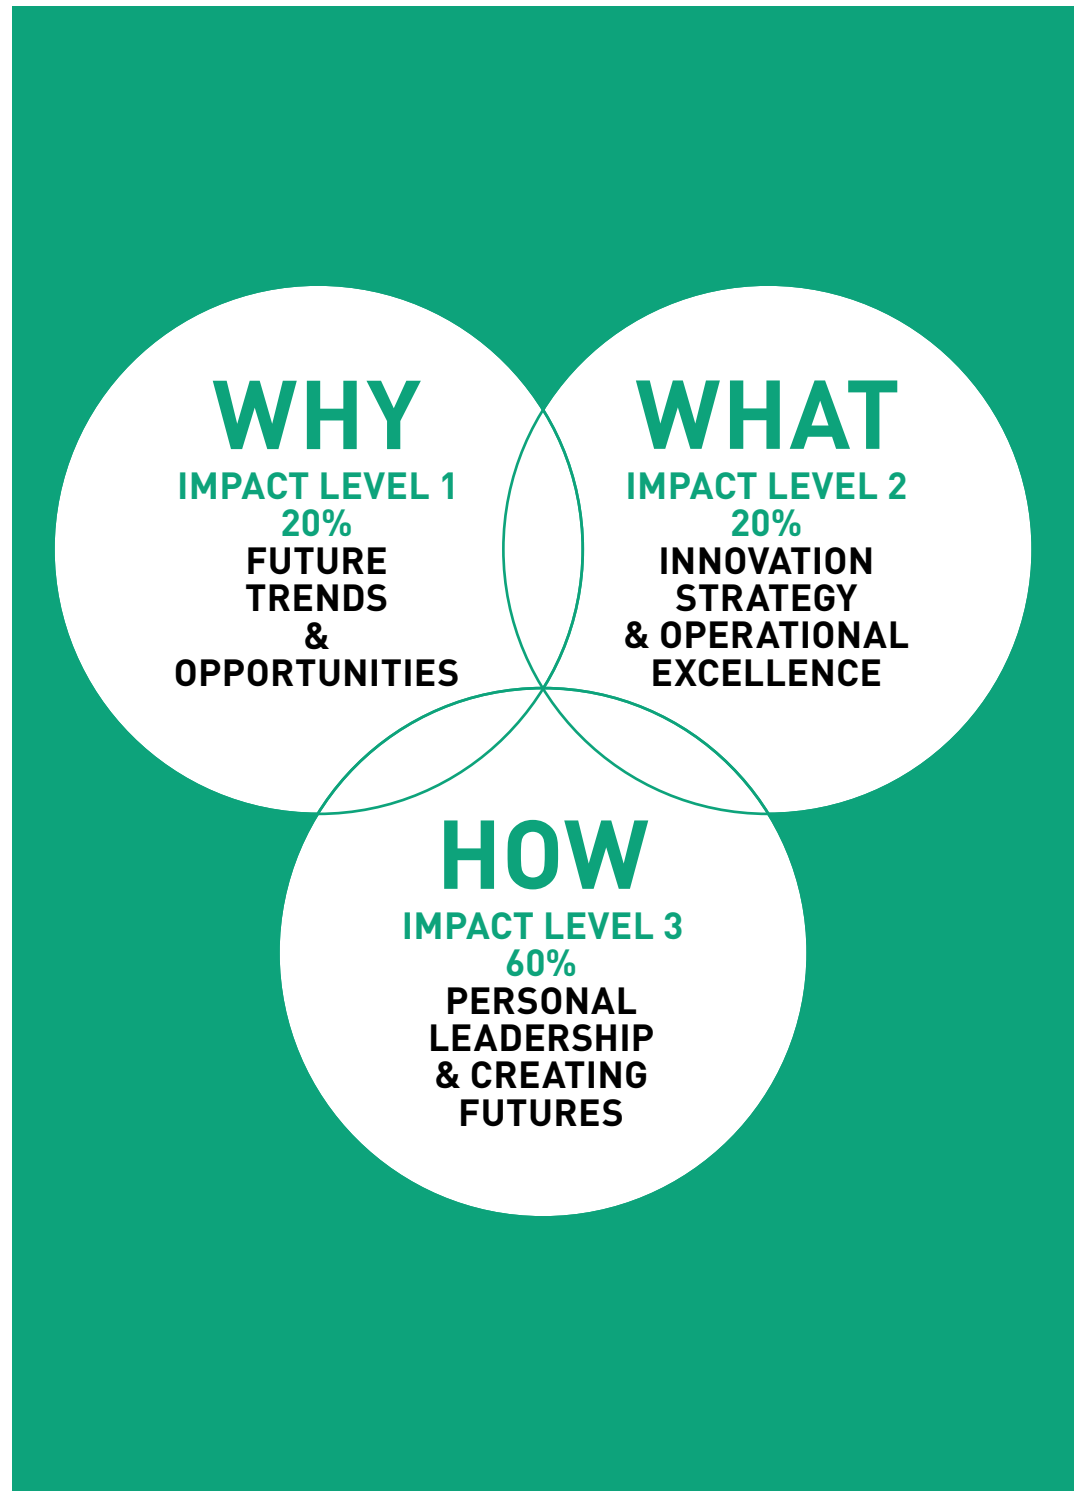 WHY
IMPACT LEVEL 1
20%
FUTURE
TRENDS
&
OPPORTUNITIES
WHAT
IMPACT LEVEL 2
20%
INNOVATION
STRATEGY
& OPERATIONAL
EXCELLENCE
HOW
IMPACT LEVEL 3
60%
PERSONAL
LEADERSHIP
& CREATING
FUTURES